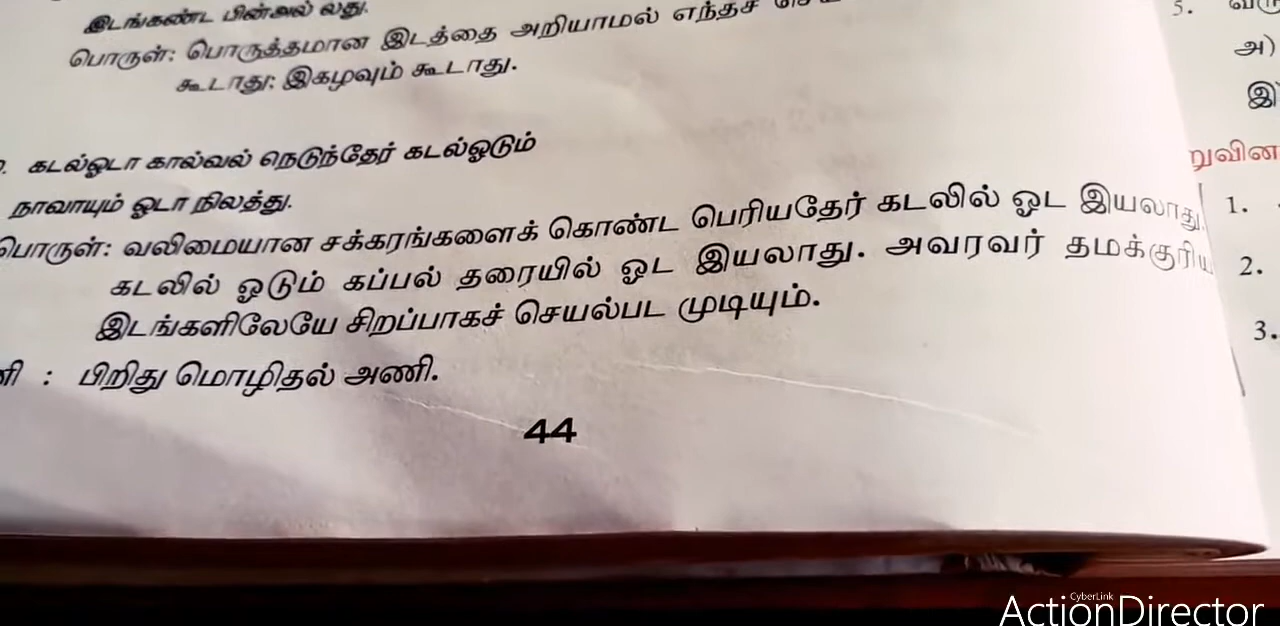 இடங்கண்ட பின்அல் லது.
பொருள்: பொருத்தமான இடத்தை அறியாமல் எந்தச்
கூடாது; இகழவும் கூடாது.
கடல்ஓடா கால்வல் நெடுந்தேர் கடல்ஓடும்
நாவாயும் ஓடா நிலத்து.
பொருள்: வலிமையான சக்கரங்களைக் கொண்ட பெரியதேர் கடலில் ஓட இயலாது.
கடலில் ஓடும் கப்பல் தரையில் ஓட இயலாது. அவரவர் தமக்குரிய
இடங்களிலேயே சிறப்பாகச் செயல்பட முடியும்.
: பிறிது மொழிதல் அணி.
44
5.
அ)
1.
2.
3.
CyberLink
ActionDirector